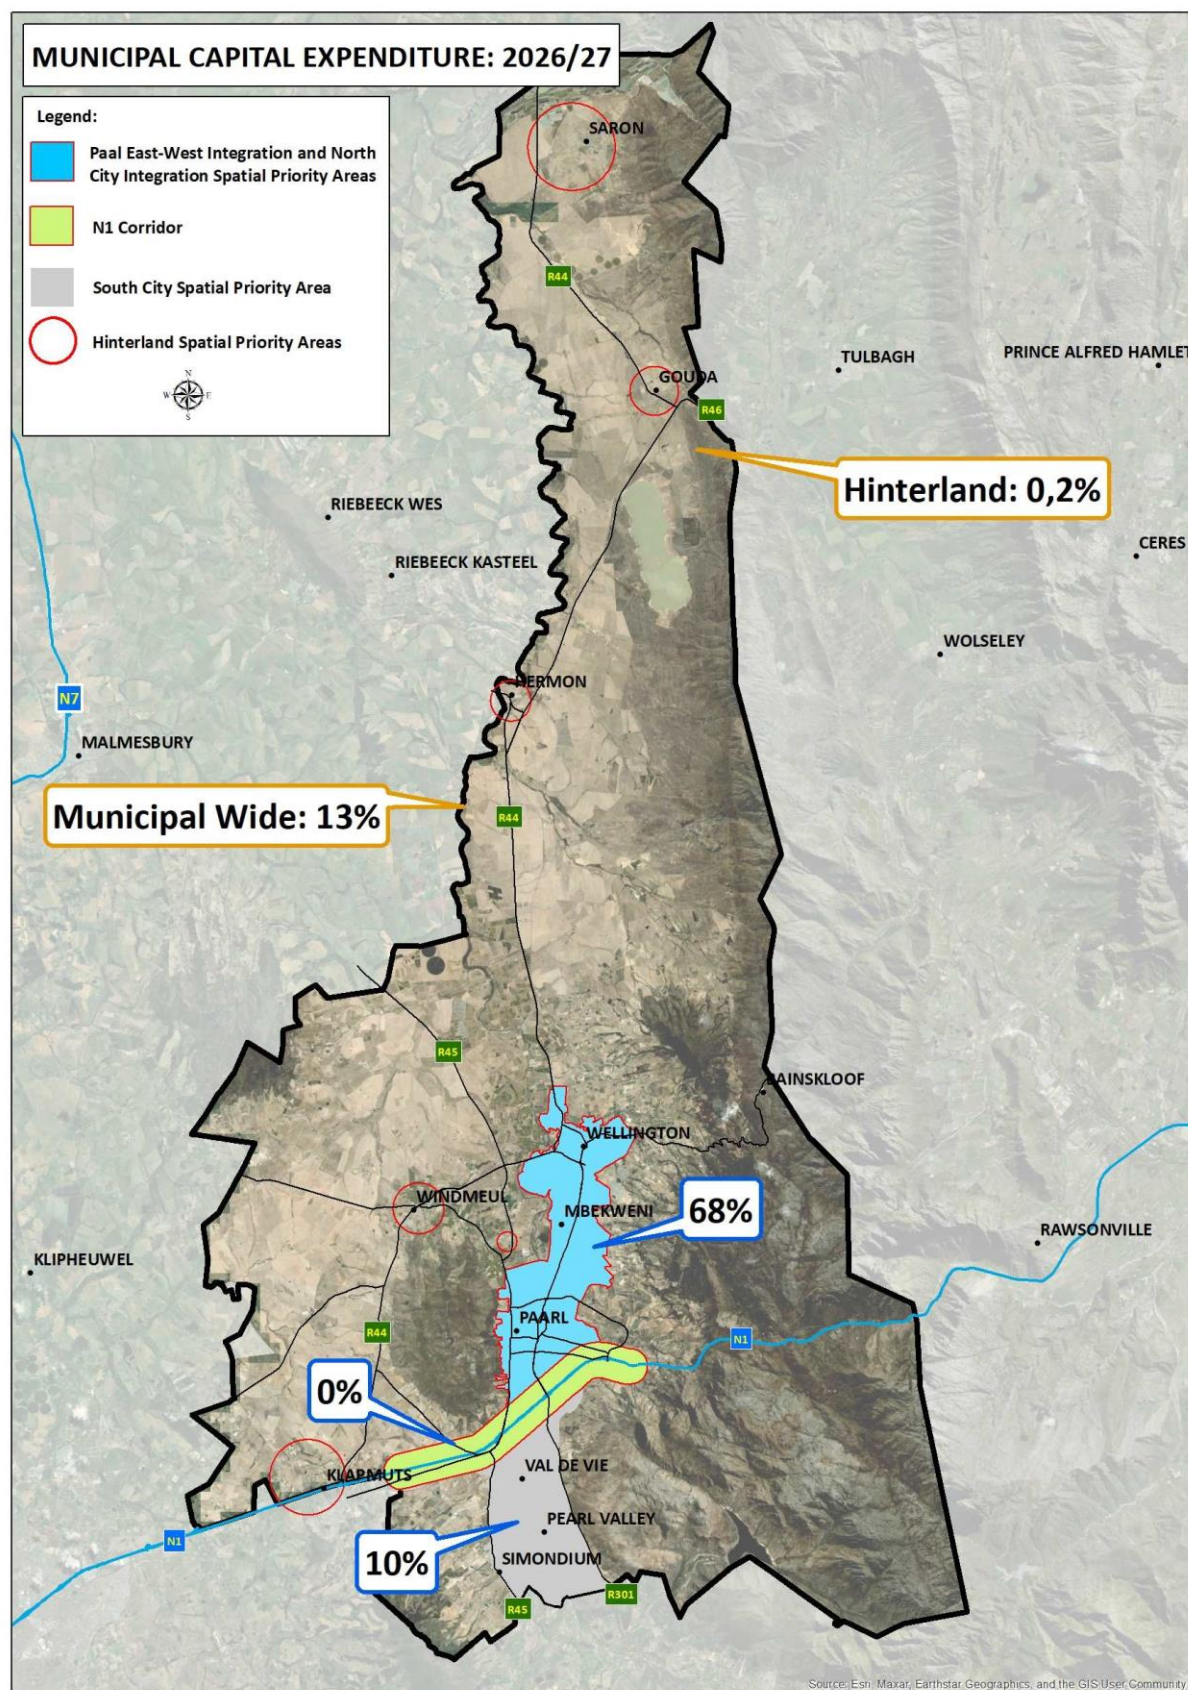 MUNICIPAL CAPITAL EXPENDITURE: 2026/27
Legend:
Paal East-West Integration and North
City Integration Spatial Priority Areas
N1 Corridor
South City Spatial Priority Area
Hinterland Spatial Priority Areas
N
W
E
S
SARON
R44
GOUDA
R46
TULBAGH
PRINCE ALFRED HAMLET
Hinterland: 0,2%
RIEBEECK WES
RIEBEECK KASTEEL
CERES
WOLSELEY
HERMON
N7
MALMESBURY
Municipal Wide: 13%
R44
R45
BAINSKLOOF
WELLINGTON
WINDMEUL
MBEKWENI
68%
RAWSONVILLE
KLIPHEUWEL
PAARL
R44
N1
0%
KLAPMUTS
VAL DE VIE
PEARL VALLEY
N1
10%
SIMONDIUM
R45
R301
Source: Esri, Maxar, Earthstar Geographics, and the GIS User Community